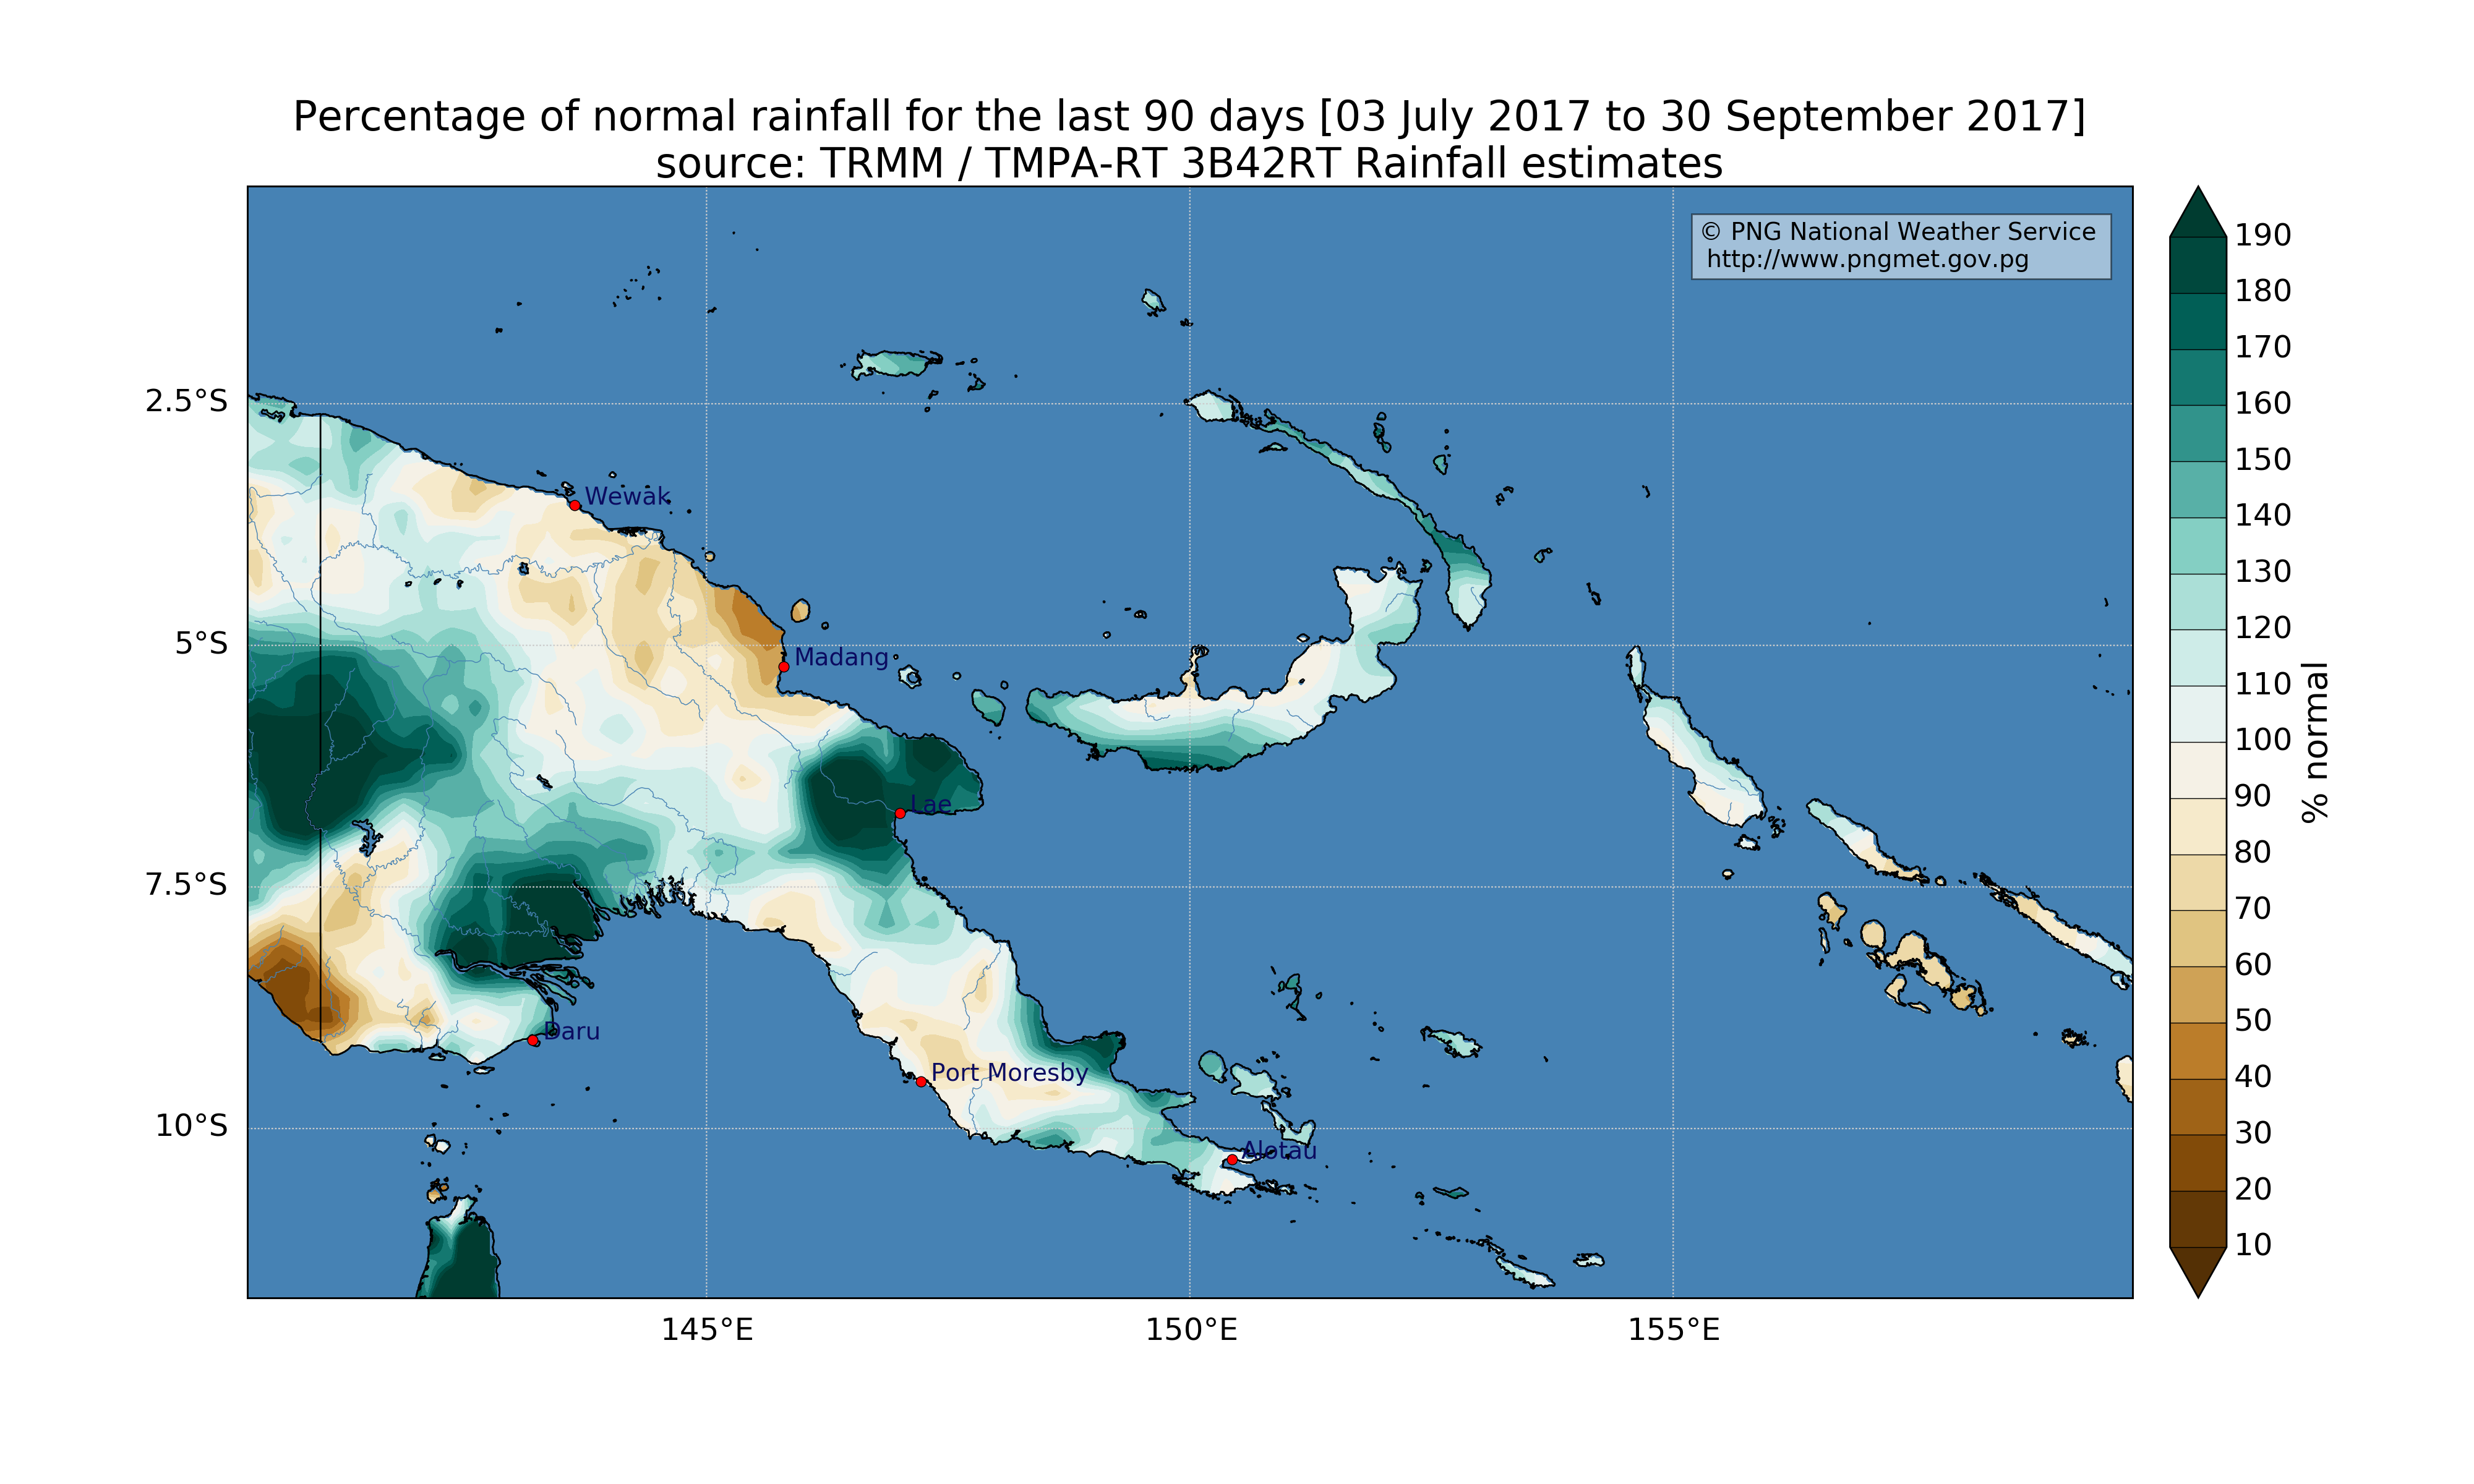 Percentage of normal rainfall for the last 90 days [03 July 2017 to 30 September 2017]
source: TRMM / TMPA-RT 3B42RT Rainfall estimates
© PNG National Weather Service
http://www.pngmet.gov.pg
190
180
170
160
150
140
130
120
110
100
90
80
70
60
50
40
30
20
10
% normal
2.5°S
5°S
7.5°S
10°S
Wewak
Madang
Lae
Daru
Port Moresby
Alotau
145°E
150°E
155°E